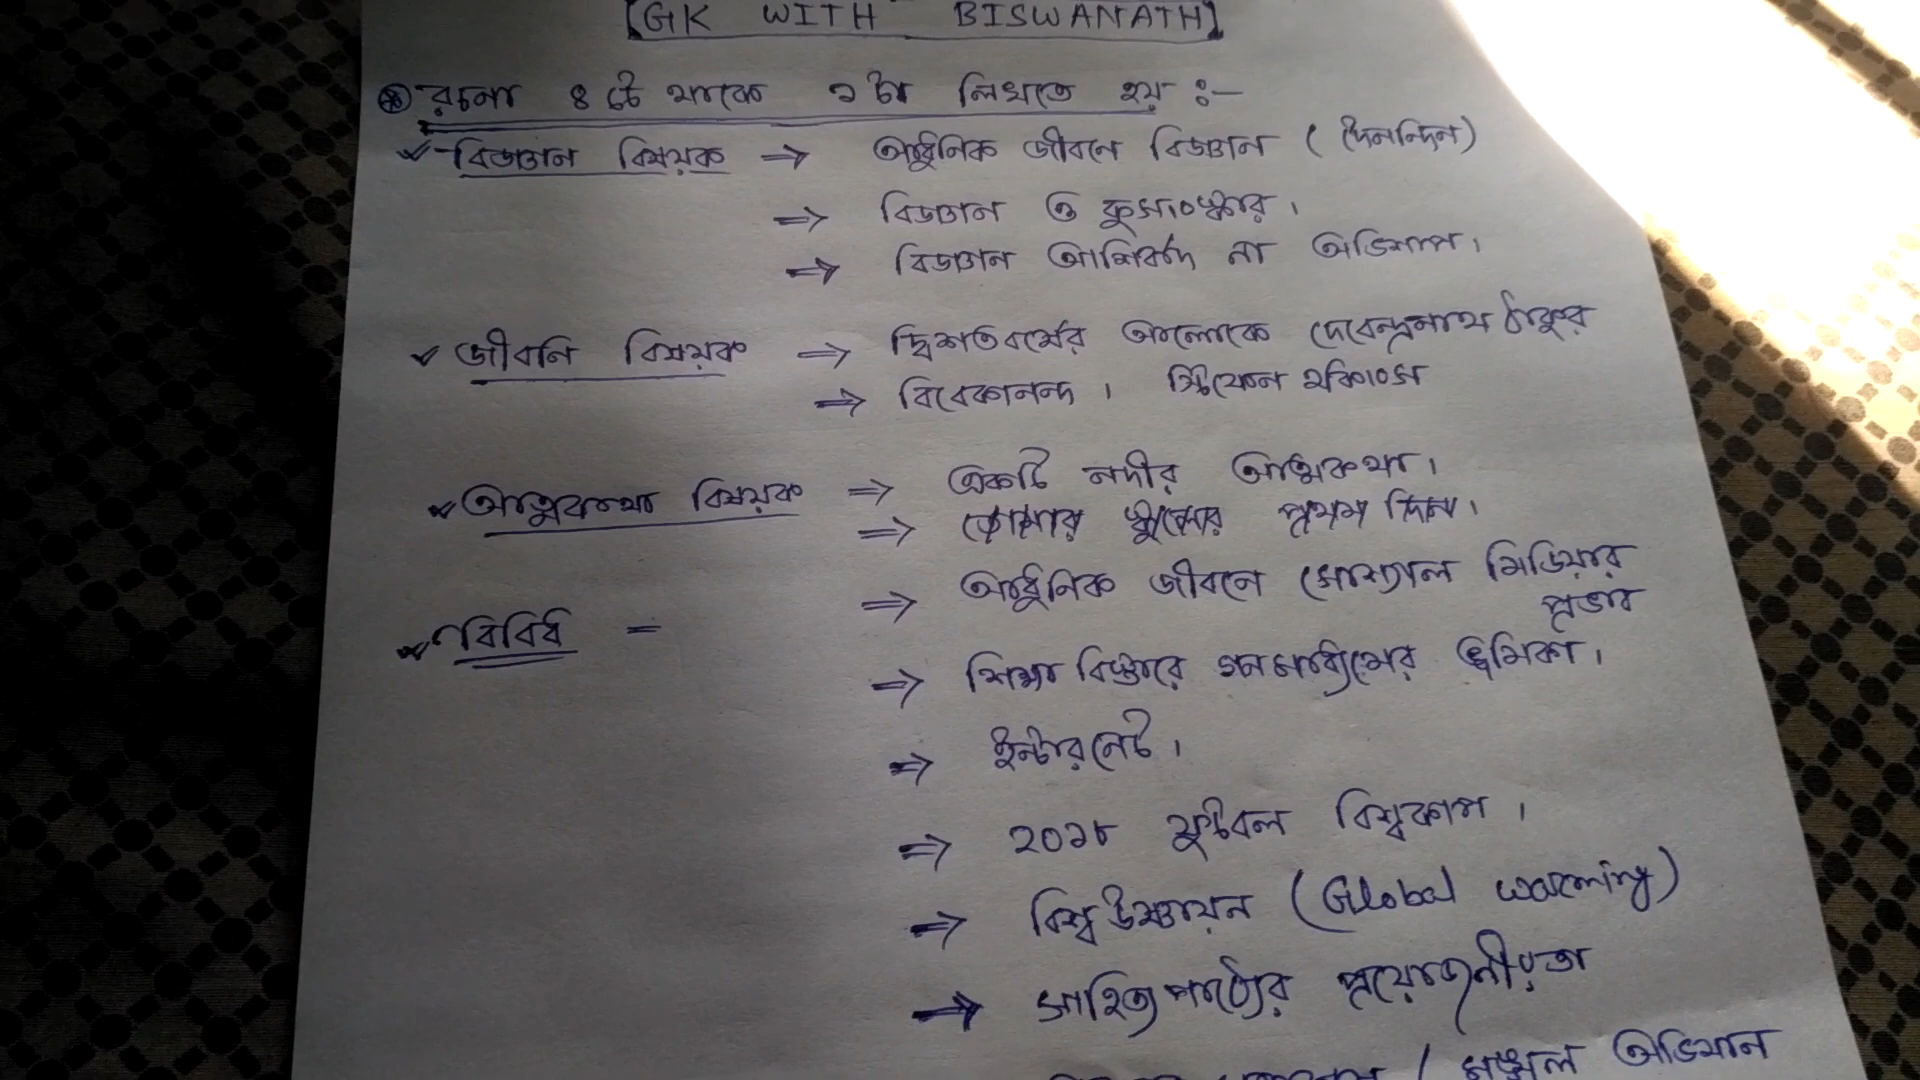 [GK WITH BISWANATH]
রচনা ৪টে থাকে ১টা লিখতে হয় :-
বিজ্ঞান বিষয়ক ⇒ আধুনিক জীবনে বিজ্ঞান (দৈনন্দিন)
⇒ বিজ্ঞান ও কুসংস্কার।
⇒ বিজ্ঞান আশির্বাদ না অভিশাপ।
জীবনি বিষয়ক ⇒ দ্বিশতবর্ষের আলোকে দেবেন্দ্রনাথ ঠাকুর
⇒ বিবেকানন্দ। স্টিফেন হকিংস
আত্মকথা বিষয়ক ⇒ একটি নদীর আত্মকথা।
⇒ তোমার স্কুলের প্রথম দিন।
⇒ আধুনিক জীবনে সোশ্যাল মিডিয়ার প্রভাব
বিবিধ =
⇒ শিক্ষা বিস্তারে গনমাধ্যমের ভূমিকা।
⇒ ইন্টারনেট।
⇒ ২০১৮ ফুটবল বিশ্বকাপ।
⇒ বিশ্ব উষ্ণায়ন (Global warming)
⇒ সাহিত্য পাঠের প্রয়োজনীয়তা
/ মঙ্গল অভিযান